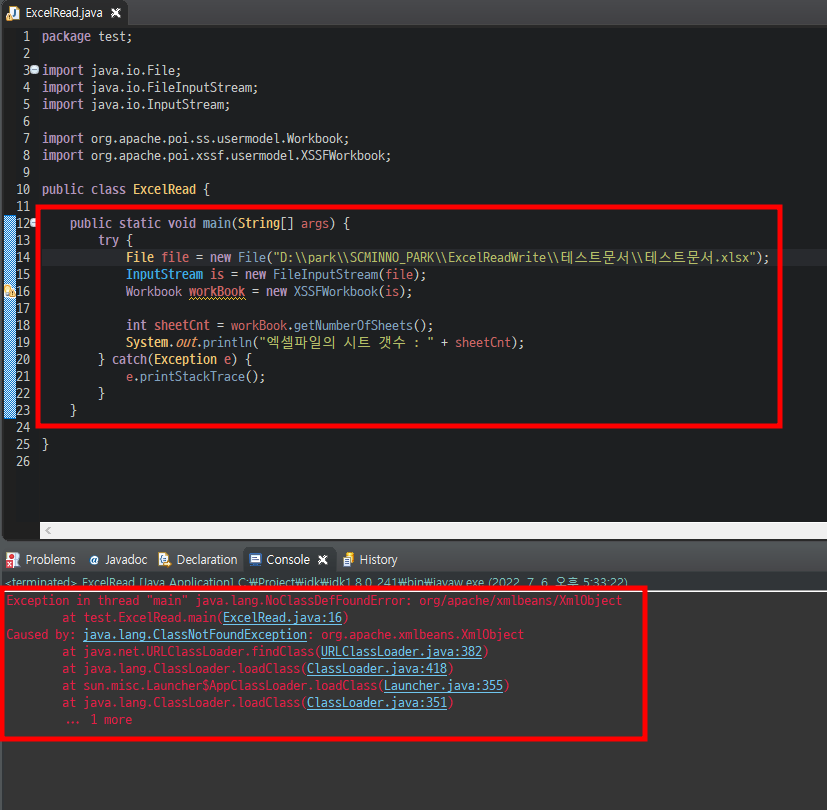 ExcelRead.java
1 package test;
2
3 import java.io.File;
4 import java.io.FileInputStream;
5 import java.io.InputStream;
6
7 import org.apache.poi.ss.usermodel.Workbook;
8 import org.apache.poi.xssf.usermodel.XSSFWorkbook;
9
10 public class ExcelRead {
11
12 public static void main(String[] args) {
13 try {
14 File file = new File("D:\\park\\SCMINNO_PARK\\ExcelReadWrite\\테스트문서\\테스트문서.xlsx");
15 InputStream is = new FileInputStream(file);
16 Workbook workBook = new XSSFWorkbook(is);
17
18 int sheetCnt = workBook.getNumberOfSheets();
19 System.out.println("엑셀파일의 시트 갯수 : " + sheetCnt);
20 } catch(Exception e) {
21 e.printStackTrace();
22 }
23 }
24
25 }
26
Problems @ Javadoc Declaration Console History
<terminated> ExcelRead [Java Application] C:₩Project₩jdk₩jdk1.8.0_241₩bin₩javaw.exe (2022. 7. 6. 오후 5:33:22)
Exception in thread "main" java.lang.NoClassDefFoundError: org/apache/xmlbeans/XmlObject
at test.ExcelRead.main(ExcelRead.java:16)
Caused by: java.lang.ClassNotFoundException: org.apache.xmlbeans.XmlObject
at java.net.URLClassLoader.findClass(URLClassLoader.java:382)
at java.lang.ClassLoader.loadClass(ClassLoader.java:418)
at sun.misc.Launcher$AppClassLoader.loadClass(Launcher.java:355)
at java.lang.ClassLoader.loadClass(ClassLoader.java:351)
... 1 more